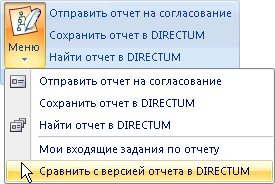 Отправить отчет на согласование
Сохранить отчет в DIRECTUM
Меню
Найти отчет в DIRECTUM
Отправить отчет на согласование
Сохранить отчет в DIRECTUM
Найти отчет в DIRECTUM
Мои входящие задания по отчету
Сравнить с версией отчета в DIRECTUM